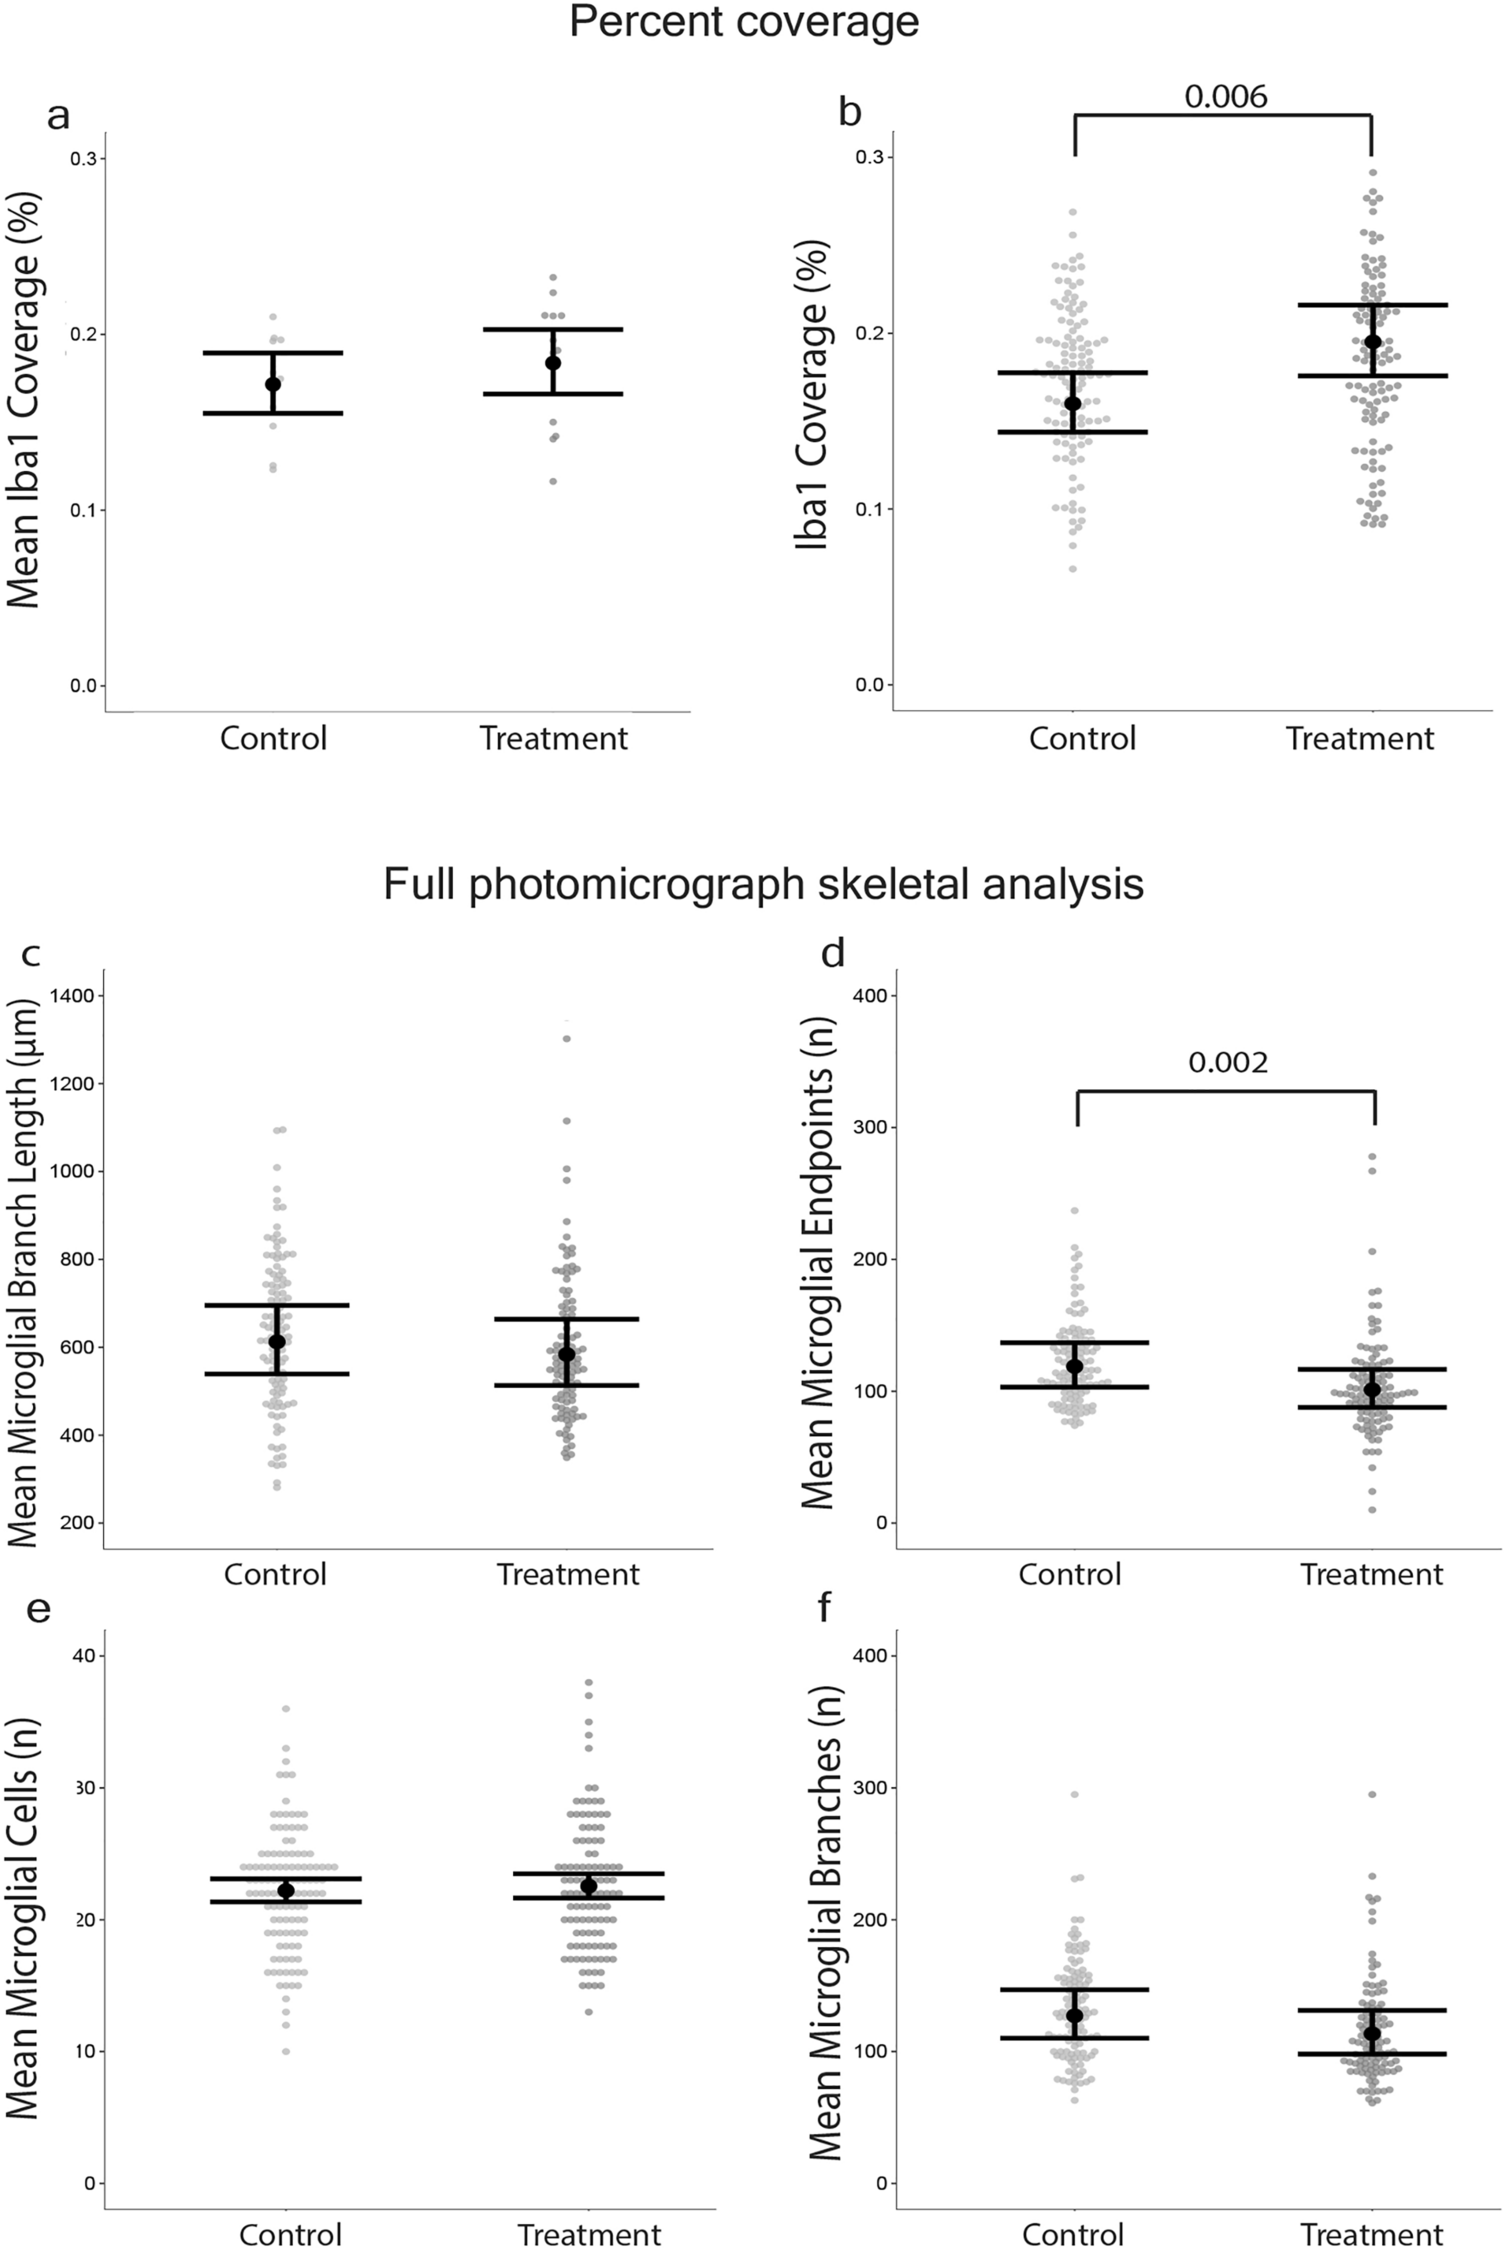 Percent coverage
a
Mean Iba1 Coverage (%)
0.3
0.2
0.1
0.0
Control
Treatment
b
0.006
Iba1 Coverage (%)
0.3
0.2
0.1
0.0
Control
Treatment
Full photomicrograph skeletal analysis
c
Mean Microglial Branch Length (µm)
1400
1200
1000
800
600
400
200
Control
Treatment
d
0.002
Mean Microglial Endpoints (n)
400
300
200
100
0
Control
Treatment
e
Mean Microglial Cells (n)
40
30
20
10
0
Control
Treatment
f
Mean Microglial Branches (n)
400
300
200
100
0
Control
Treatment